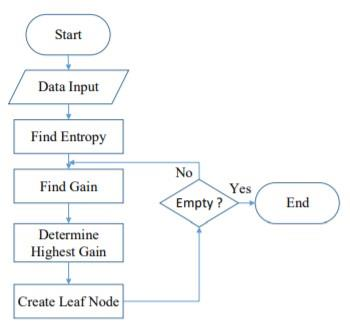 Start
Data Input
Find Entropy
Find Gain
Determine
Highest Gain
Create Leaf Node
No
Empty ?
Yes
End